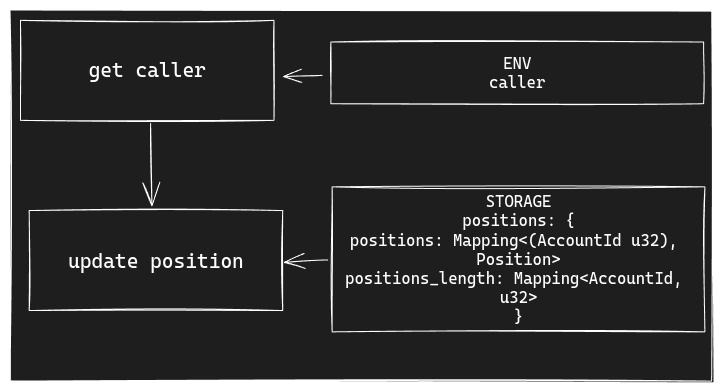 get caller
ENV
caller
update position
STORAGE
positions: {
positions: Mapping<(AccountId u32),
Position>
positions_length: Mapping<AccountId,
u32>
}